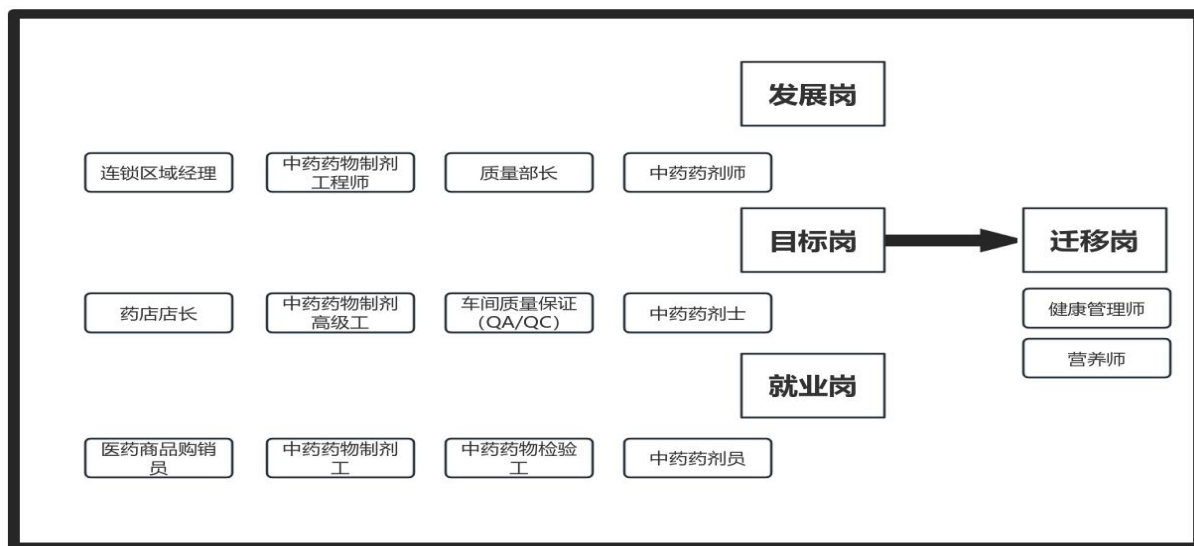 发展岗
连锁区域经理
中药药物制剂
工程师
质量部长
中药药剂师
目标岗
迁移岗
药店店长
中药药物制剂
高级工
车间质量保证
(QA/QC)
中药药剂士
健康管理师
营养师
就业岗
医药商品购销
员
中药药物制剂
工
中药药物检验
工
中药药剂员